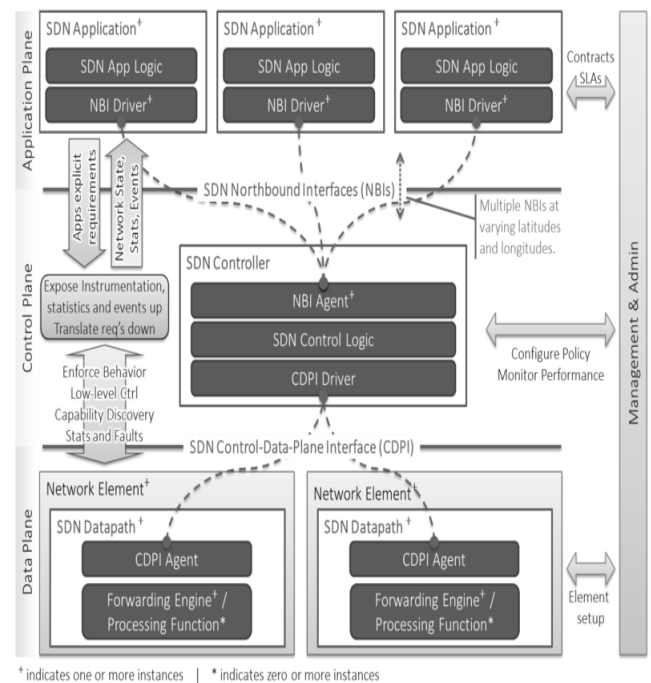 Application Plane
SDN Application+
SDN App Logic
NBI Driver+
SDN Application+
SDN App Logic
NBI Driver+
SDN Application+
SDN App Logic
NBI Driver+
Contracts
SLAs
Apps explicit
requirements
Network State,
Stats, Events
SDN Northbound Interfaces (NBIs)
Multiple NBIs at
varying latitudes
and longitudes.
Control Plane
Expose Instrumentation,
statistics and events up
Translate req's down
SDN Controller
NBI Agent+
SDN Control Logic
CDPI Driver
Configure Policy
Monitor Performance
Management & Admin
Enforce Behavior
Low-level Ctrl
Capability Discovery
Stats and Faults
SDN Control-Data-Plane Interface (CDPI)
Data Plane
Network Element+
SDN Datapath +
CDPI Agent
Forwarding Engine+ /
Processing Function*
Network Element+
SDN Datapath +
CDPI Agent
Forwarding Engine+ /
Processing Function*
Element
setup
+ indicates one or more instances | * indicates zero or more instances